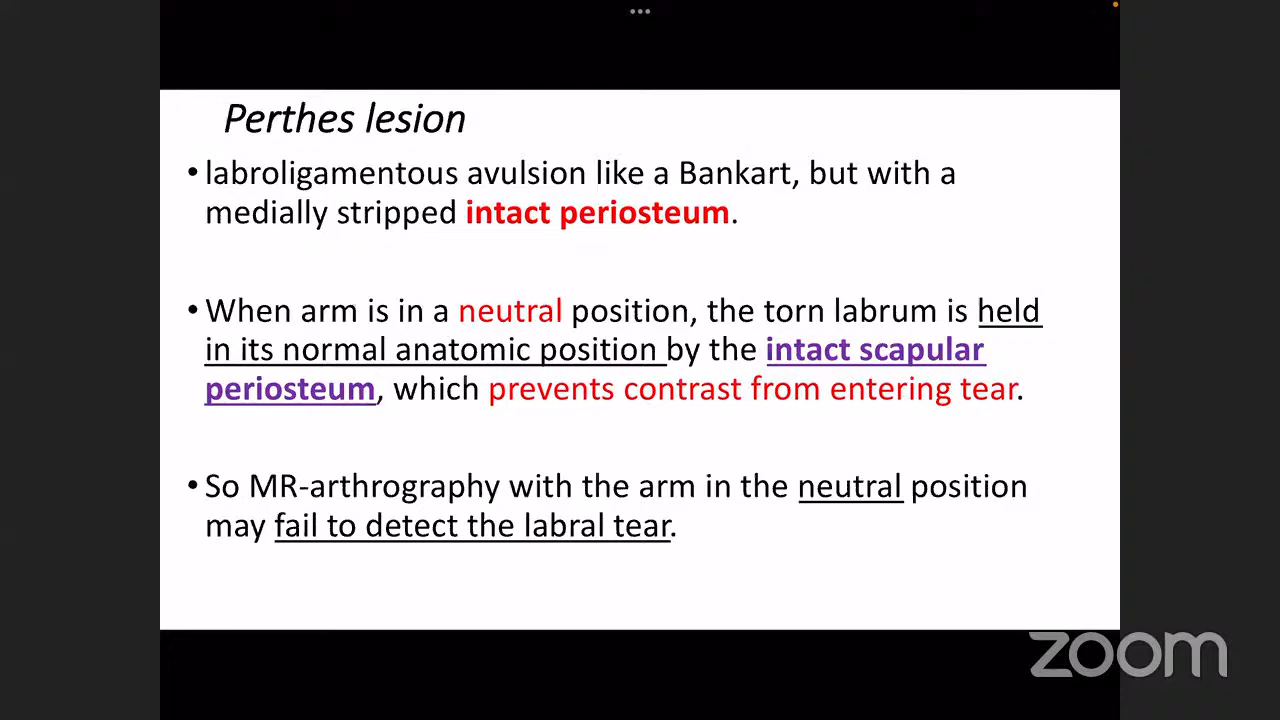 Perthes lesion
• labroligamentous avulsion like a Bankart, but with a
medially stripped intact periosteum.
• When arm is in a neutral position, the torn labrum is held
in its normal anatomic position by the intact scapular
periosteum, which prevents contrast from entering tear.
• So MR-arthrography with the arm in the neutral position
may fail to detect the labral tear.
zoom